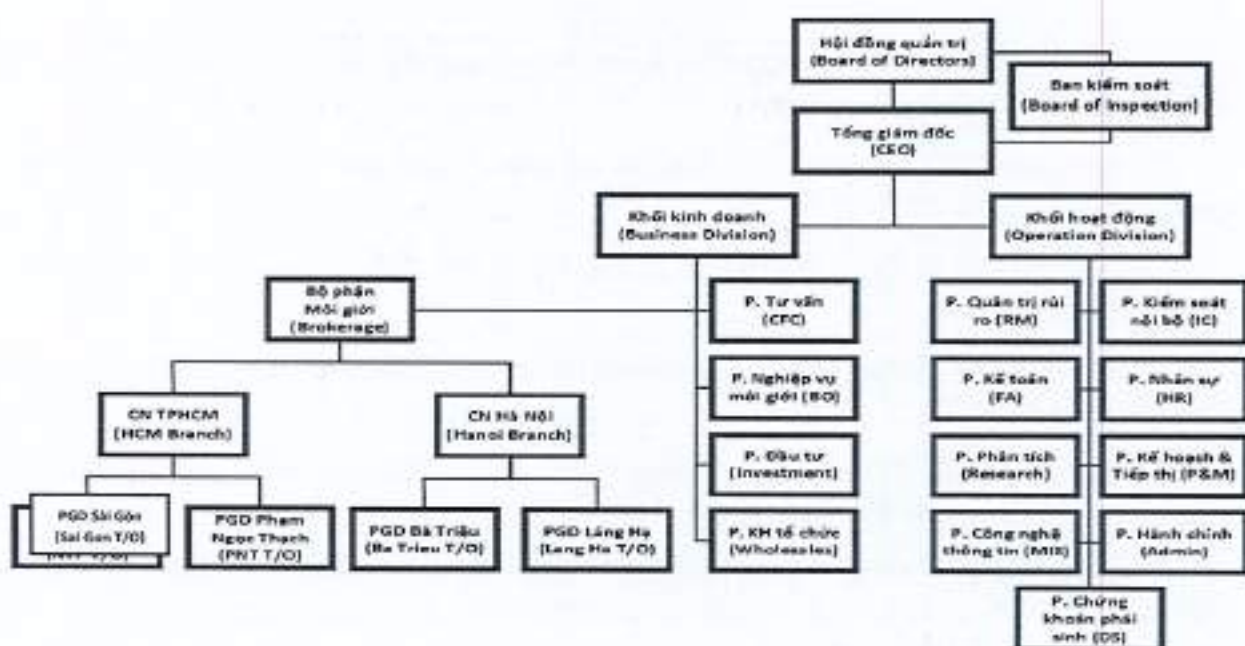 Hội đồng quản trị
(Board of Directors)
Ban kiểm soát
(Board of Inspection)
Tổng giám đốc
(CEO)
Khối kinh doanh
(Business Division)
Khối hoạt động
(Operation Division)
Bộ phận
Môi giới
(Brokerage)
P. Tư vấn
(CFC)
P. Quản trị rủi
ro (RM)
P. Kiểm soát
nội bộ (IC)
P. Nghiệp vụ
môi giới (BO)
P. Kế toán
(FA)
P. Nhân sự
(HR)
CN TPHCM
(HCM Branch)
CN Hà Nội
(Hanoi Branch)
P. Đầu tư
(Investment)
P. Phân tích
(Research)
P. Kế hoạch &
Tiếp thị (P&M)
PGD Sài Gòn
(Sai Gon T/O)
PGD Phạm
Ngọc Thạch
(PNT T/O)
PGD Bà Triệu
(Ba Trieu T/O)
PGD Láng Hạ
(Lang Ha T/O)
P. KH tổ chức
(Wholesales)
P. Công nghệ
thông tin (MIS)
P. Hành chính
(Admin)
P. Chứng
khoán phái
sinh (DS)